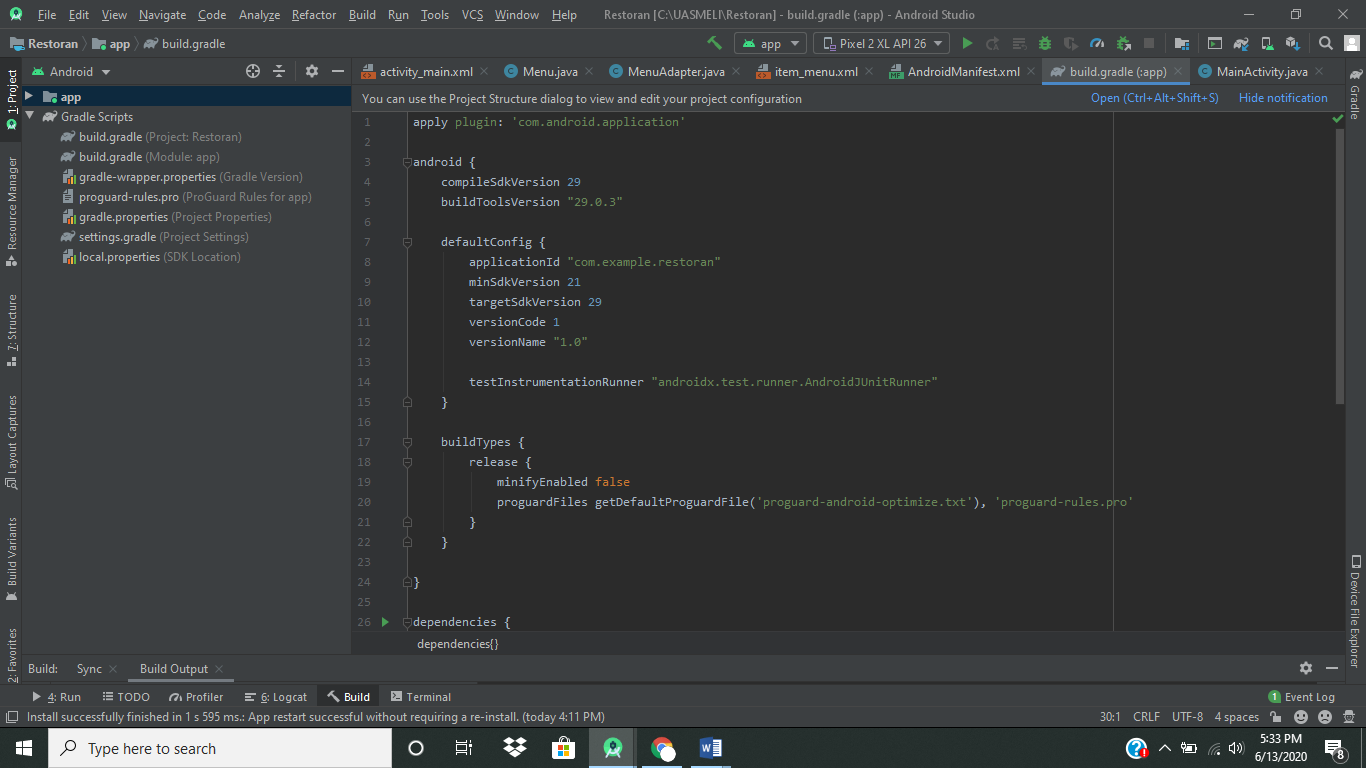 File Edit View Navigate Code Analyze Refactor Build Run Tools VCS Window Help Restoran [C:\UASMELI\Restoran] - build.gradle (:app) - Android Studio
Restoran app build.gradle app Pixel 2 XL API 26
Android activity_main.xml Menu.java MenuAdapter.java item_menu.xml AndroidManifest.xml build.gradle (:app) MainActivity.java
You can use the Project Structure dialog to view and edit your project configuration Open (Ctrl+Alt+Shift+S) Hide notification
1: Project
Resource Manager
7: Structure
Layout Captures
Build Variants
2: Favorites
app
Gradle Scripts
build.gradle (Project: Restoran)
build.gradle (Module: app)
gradle-wrapper.properties (Gradle Version)
proguard-rules.pro (ProGuard Rules for app)
gradle.properties (Project Properties)
settings.gradle (Project Settings)
local.properties (SDK Location)
1 apply plugin: 'com.android.application'
2
3 android {
4 compileSdkVersion 29
5 buildToolsVersion "29.0.3"
6
7 defaultConfig {
8 applicationId "com.example.restoran"
9 minSdkVersion 21
10 targetSdkVersion 29
11 versionCode 1
12 versionName "1.0"
13
14 testInstrumentationRunner "androidx.test.runner.AndroidJUnitRunner"
15 }
16
17 buildTypes {
18 release {
19 minifyEnabled false
20 proguardFiles getDefaultProguardFile('proguard-android-optimize.txt'), 'proguard-rules.pro'
21 }
22 }
23
24 }
25
26 dependencies {
dependencies{}
Gradle
Device File Explorer
Build: Sync Build Output
4: Run TODO Profiler 6: Logcat Build Terminal 1 Event Log
Install successfully finished in 1 s 595 ms.: App restart successful without requiring a re-install. (today 4:11 PM) 30:1 CRLF UTF-8 4 spaces
Type here to search
5:33 PM
6/13/2020
8